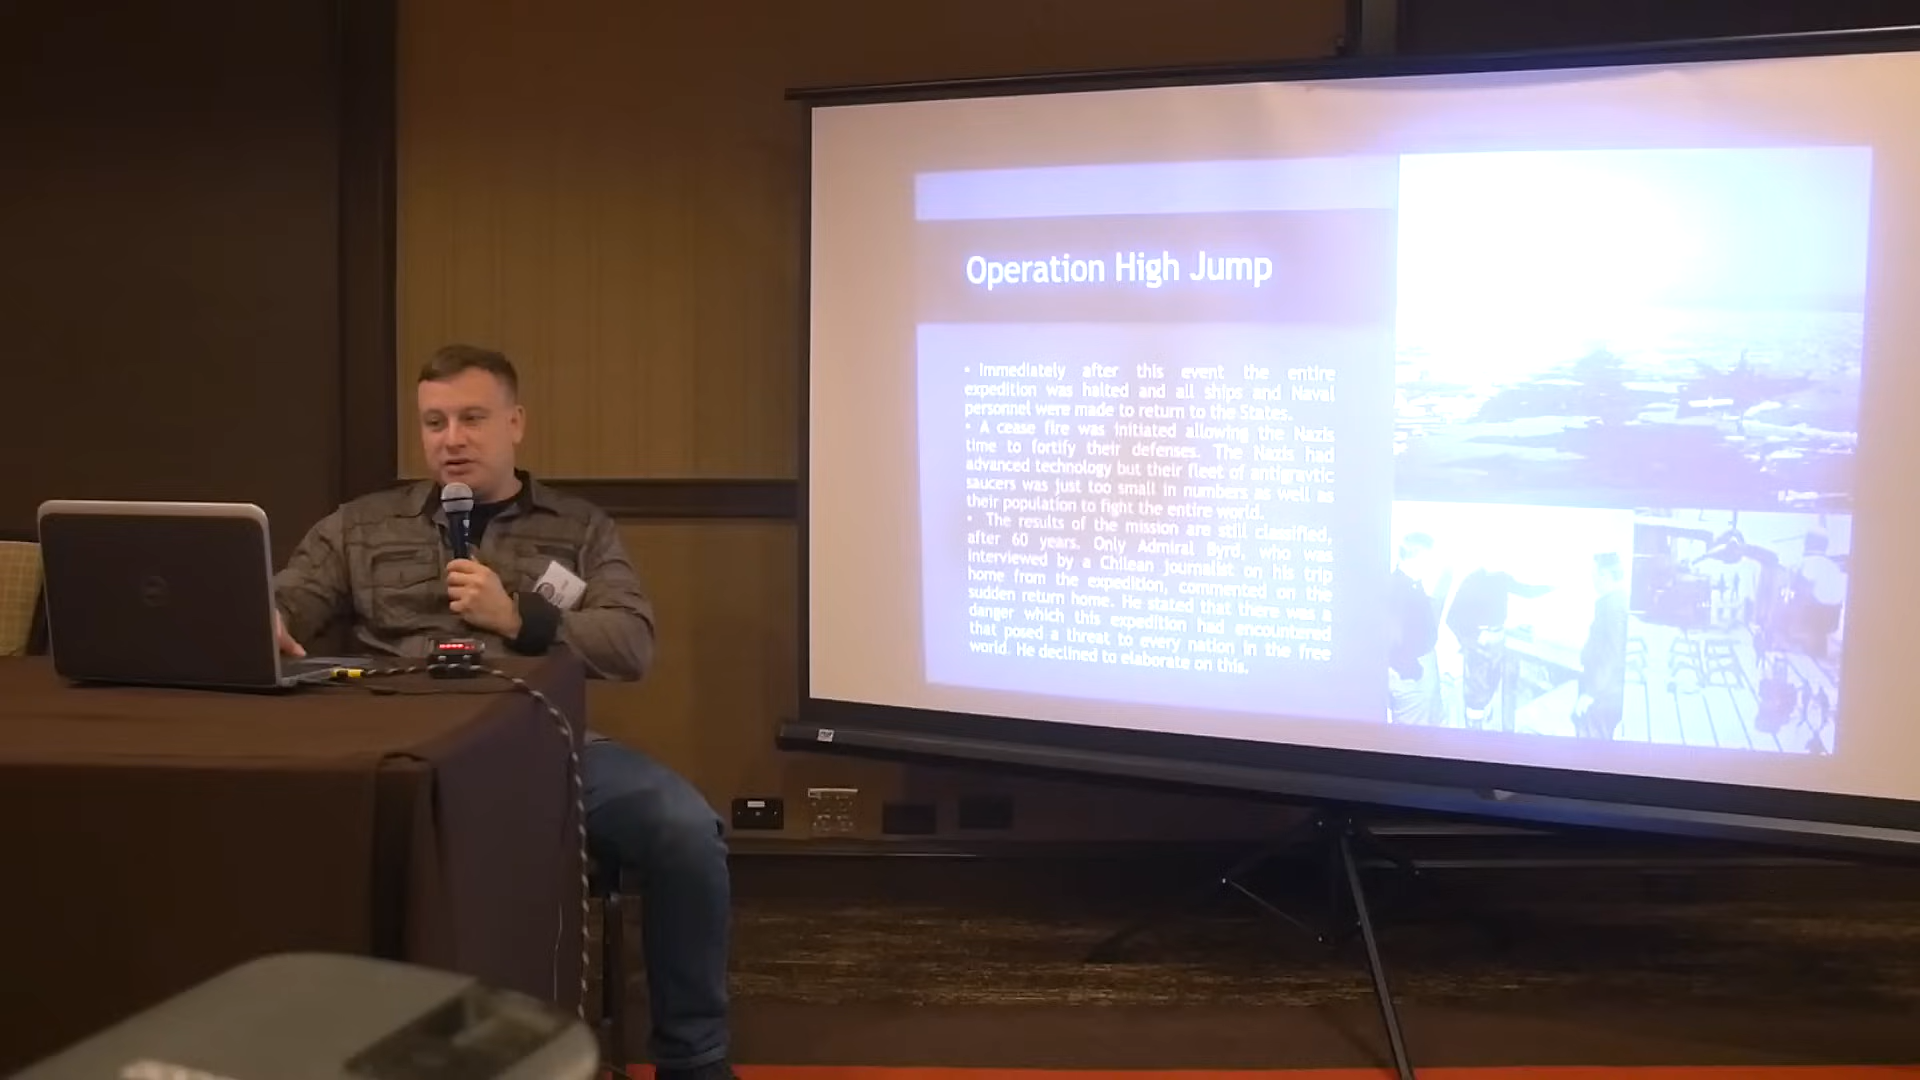 Operation High Jump
• Immediately after this event the entire
expedition was halted and all ships and Naval
personnel were made to return to the States.
• A cease fire was initiated allowing the Nazis
time to fortify their defenses. The Nazis had
advanced technology but their fleet of antigravtic
saucers was just too small in numbers as well as
their population to fight the entire world.
• The results of the mission are still classified,
after 60 years. Only Admiral Byrd, who was
interviewed by a Chilean journalist on his trip
home from the expedition, commented on the
sudden return home. He stated that there was a
danger which this expedition had encountered
that posed a threat to every nation in the free
world. He declined to elaborate on this.